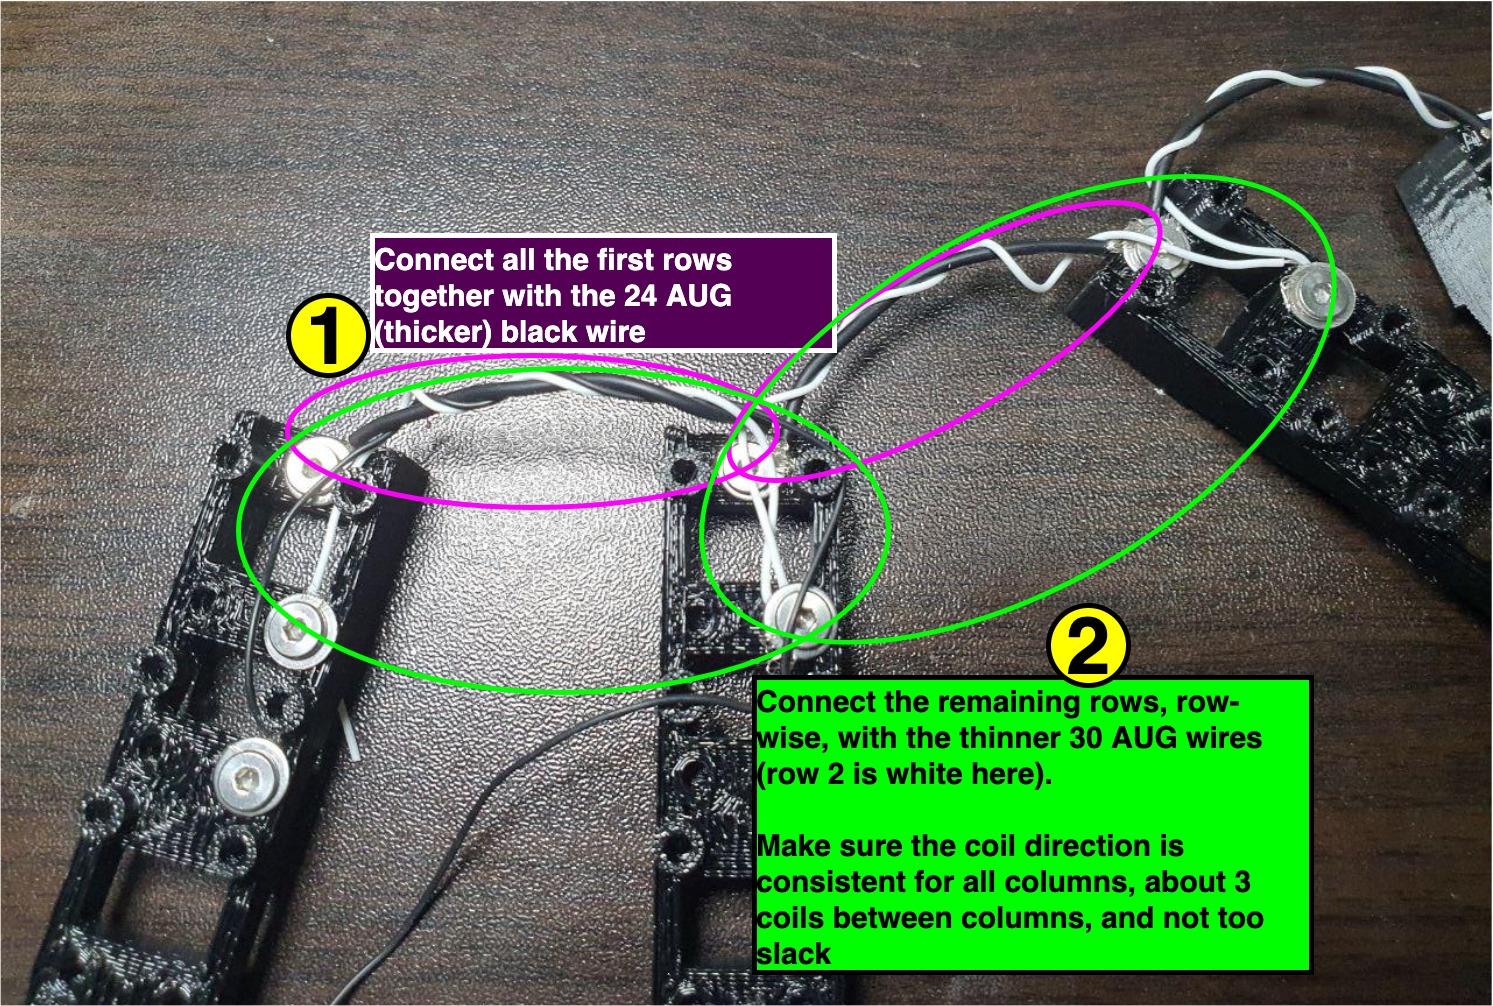 Connect all the first rows
together with the 24 AUG
(thicker) black wire
1
2
Connect the remaining rows, row-
wise, with the thinner 30 AUG wires
(row 2 is white here).
Make sure the coil direction is
consistent for all columns, about 3
coils between columns, and not too
slack